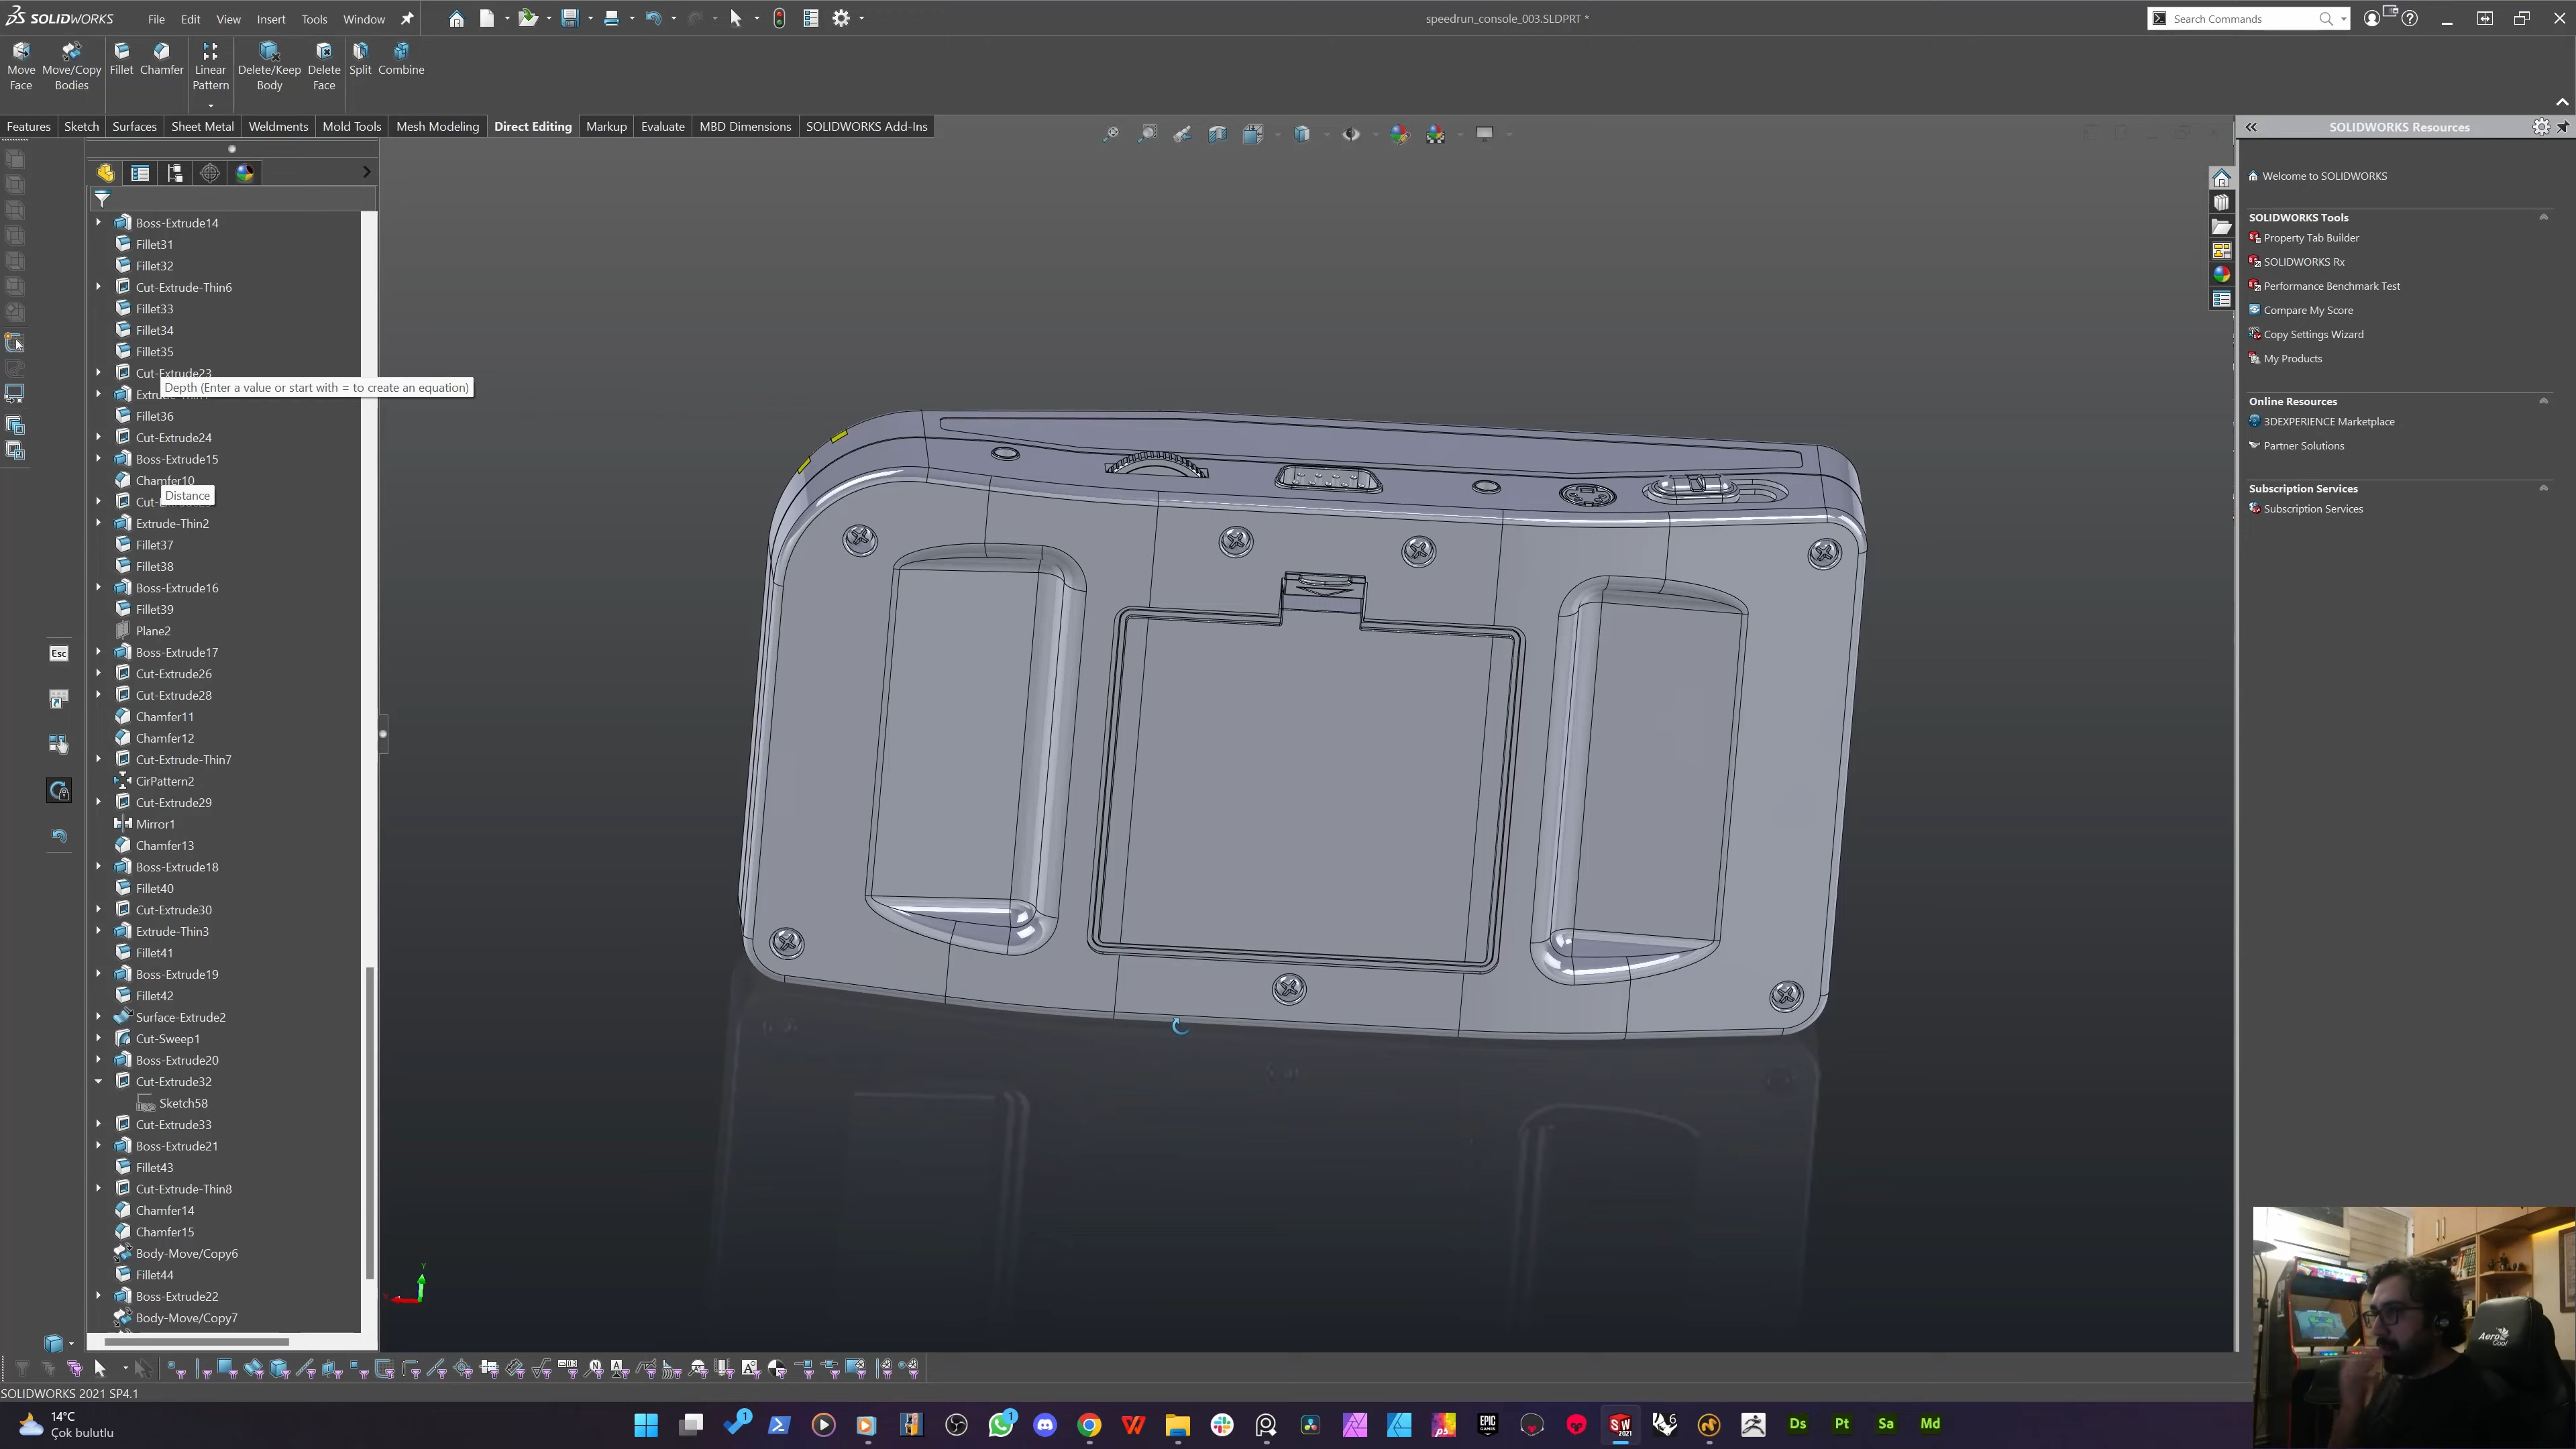 SOLIDWORKS File Edit View Insert Tools Window speedrun_console_003.SLDPRT * Search Commands
Move Face Move/Copy Bodies Fillet Chamfer Linear Pattern Delete/Keep Body Delete Face Split Combine
Features Sketch Surfaces Sheet Metal Weldments Mold Tools Mesh Modeling Direct Editing Markup Evaluate MBD Dimensions SOLIDWORKS Add-Ins
Boss-Extrude14
Fillet31
Fillet32
Cut-Extrude-Thin6
Fillet33
Fillet34
Fillet35
Cut-Extrude23
Depth (Enter a value or start with = to create an equation)
Fillet36
Cut-Extrude24
Boss-Extrude15
Chamfer10
Distance
Extrude-Thin2
Fillet37
Fillet38
Boss-Extrude16
Fillet39
Plane2
Boss-Extrude17
Cut-Extrude26
Cut-Extrude28
Chamfer11
Chamfer12
Cut-Extrude-Thin7
CirPattern2
Cut-Extrude29
Mirror1
Chamfer13
Boss-Extrude18
Fillet40
Cut-Extrude30
Extrude-Thin3
Fillet41
Boss-Extrude19
Fillet42
Surface-Extrude2
Cut-Sweep1
Boss-Extrude20
Cut-Extrude32
Sketch58
Cut-Extrude33
Boss-Extrude21
Fillet43
Cut-Extrude-Thin8
Chamfer14
Chamfer15
Body-Move/Copy6
Fillet44
Boss-Extrude22
Body-Move/Copy7
Esc
SOLIDWORKS Resources
Welcome to SOLIDWORKS
SOLIDWORKS Tools
Property Tab Builder
SOLIDWORKS Rx
Performance Benchmark Test
Compare My Score
Copy Settings Wizard
My Products
Online Resources
3DEXPERIENCE Marketplace
Partner Solutions
Subscription Services
Subscription Services
SOLIDWORKS 2021 SP4.1
14°C
Çok bulutlu
EPIC GAMES
SW 2021
Ds Pt Sa Md